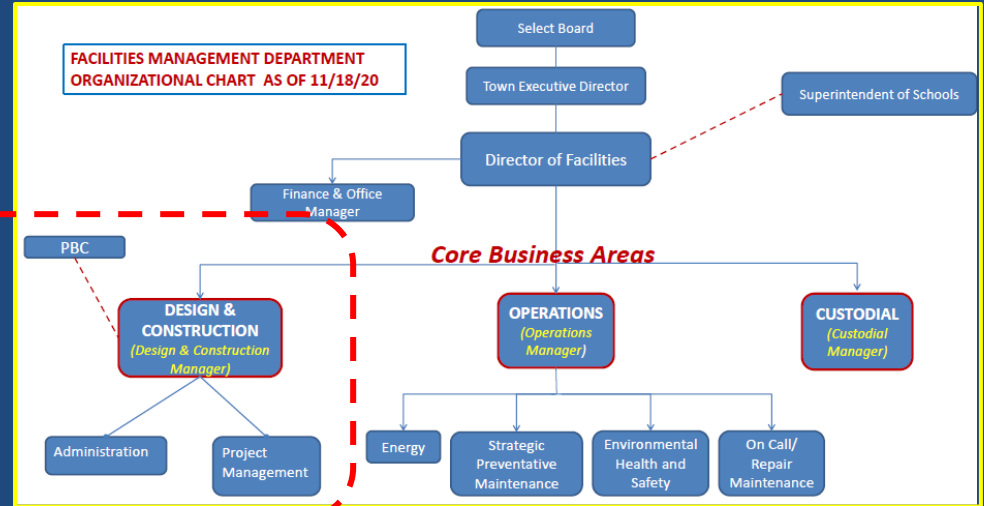 Select Board
FACILITIES MANAGEMENT DEPARTMENT
ORGANIZATIONAL CHART  AS OF 11/18/20
Town Executive Director
Superintendent of Schools
Director of Facilities
Finance & Office
Manager
PBC
Core Business Areas
DESIGN &
CONSTRUCTION
(Design & Construction
Manager)
OPERATIONS
(Operations
Manager)
CUSTODIAL
(Custodial
Manager)
Administration
Project
Management
Energy
Strategic
Preventative
Maintenance
Environmental
Health and
Safety
On Call/
Repair
Maintenance